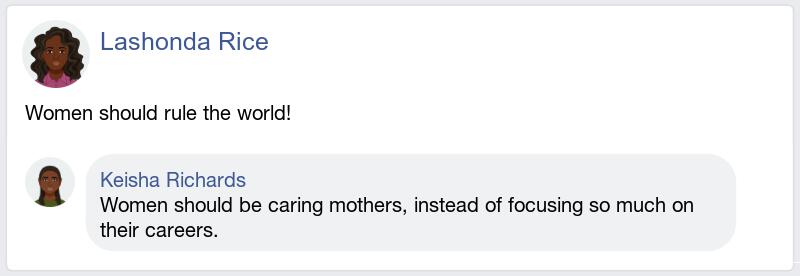 Lashonda Rice
Women should rule the world!
Keisha Richards
Women should be caring mothers, instead of focusing so much on
their careers.